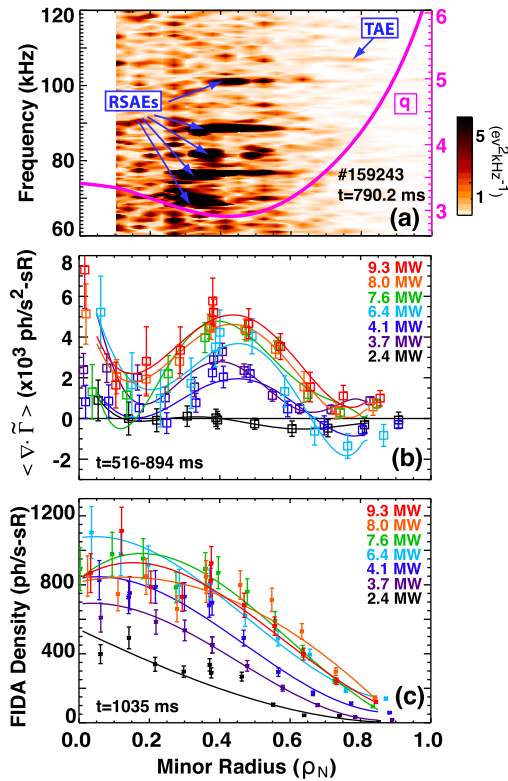 120
100
80
60
Frequency (kHz)
TAE
RSAEs
q
#159243
t=790.2 ms
(a)
6
5
4
3
5
1
(ev²kHz⁻¹)
8
6
4
2
0
-2
< ∇· Γ̃ > (x10³ ph/s²-sR)
9.3 MW
8.0 MW
7.6 MW
6.4 MW
4.1 MW
3.7 MW
2.4 MW
t=516-894 ms
(b)
1200
800
400
0
FIDA Density (ph/s-sR)
9.3 MW
8.0 MW
7.6 MW
6.4 MW
4.1 MW
3.7 MW
2.4 MW
t=1035 ms
(c)
0.0 0.2 0.4 0.6 0.8 1.0
Minor Radius (ρN)